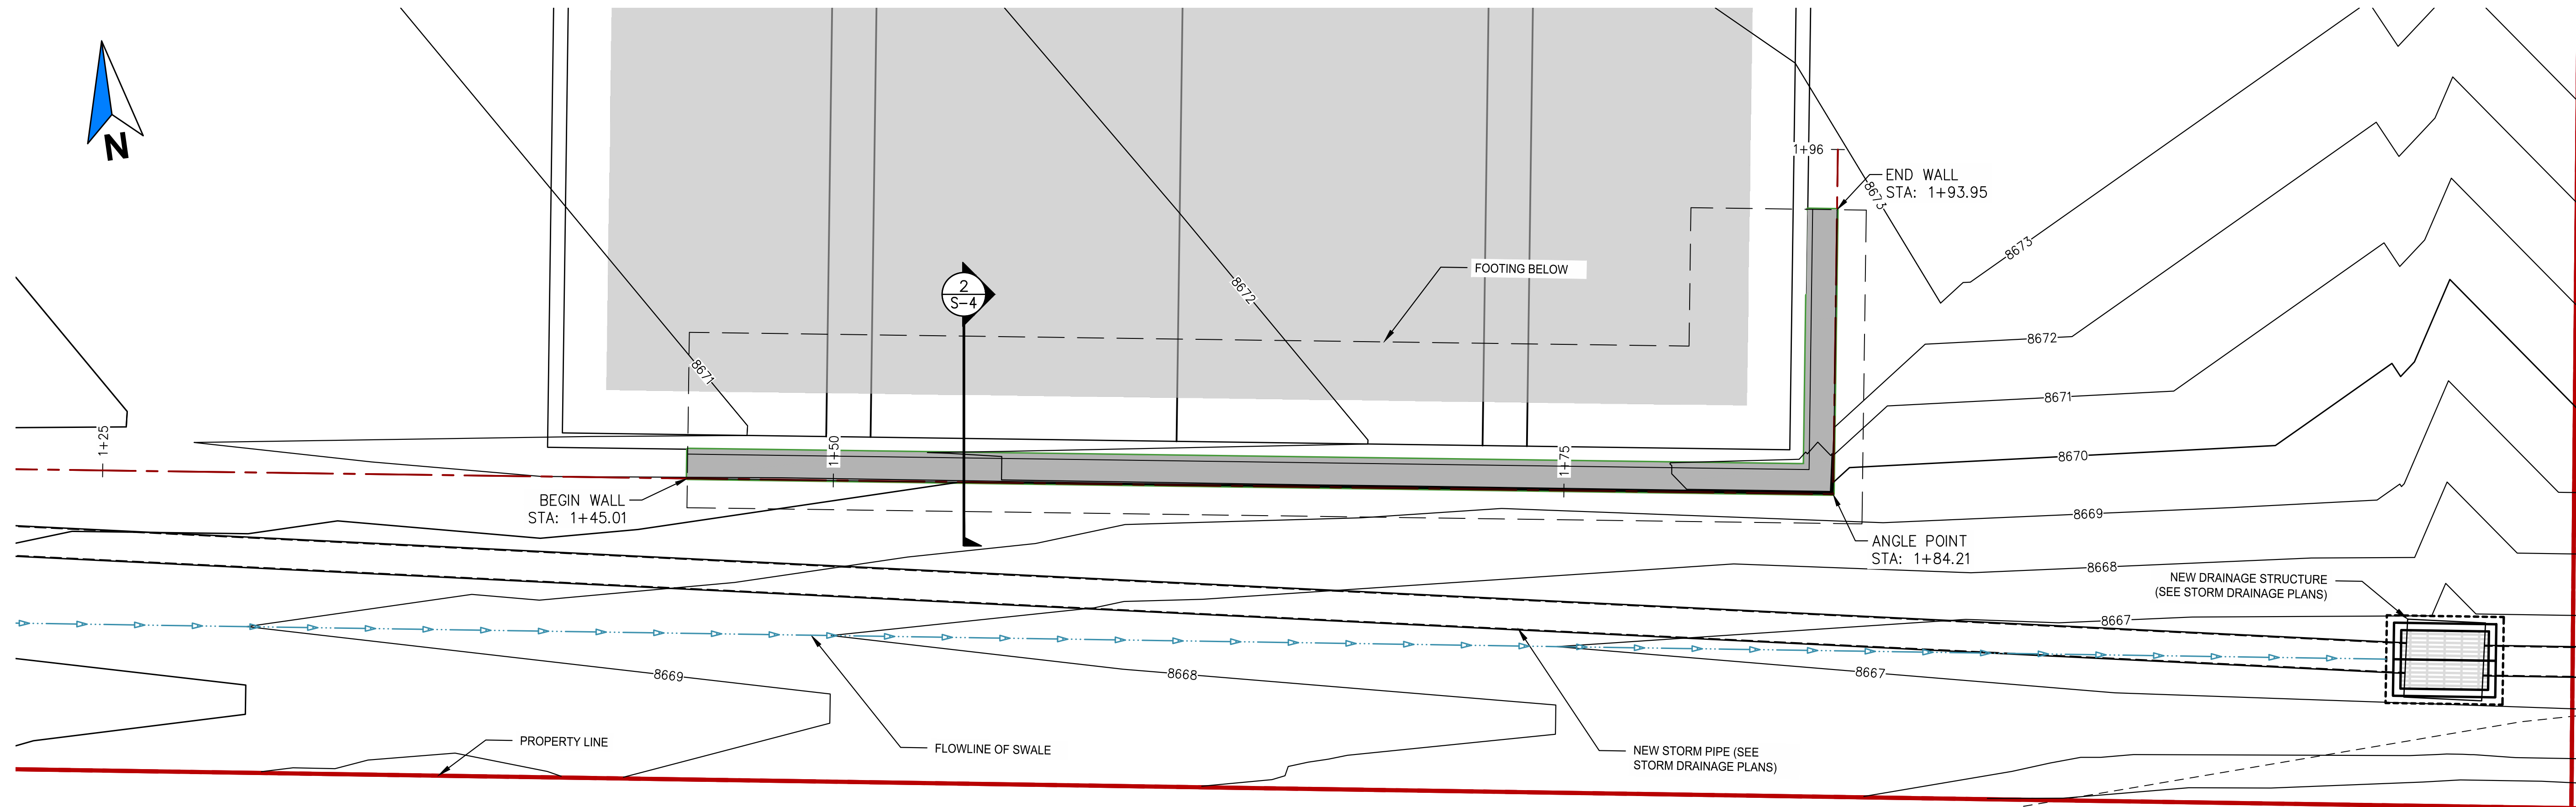 N
1+96
END WALL
STA: 1+93.95
8673
8673
FOOTING BELOW
2
S-4
8672
8672
8671
8671
1+25
1+50
1+75
8670
BEGIN WALL
STA: 1+45.01
8669
ANGLE POINT
STA: 1+84.21
8668
NEW DRAINAGE STRUCTURE
(SEE STORM DRAINAGE PLANS)
8667
8669
8668
8667
PROPERTY LINE
FLOWLINE OF SWALE
NEW STORM PIPE (SEE
STORM DRAINAGE PLANS)